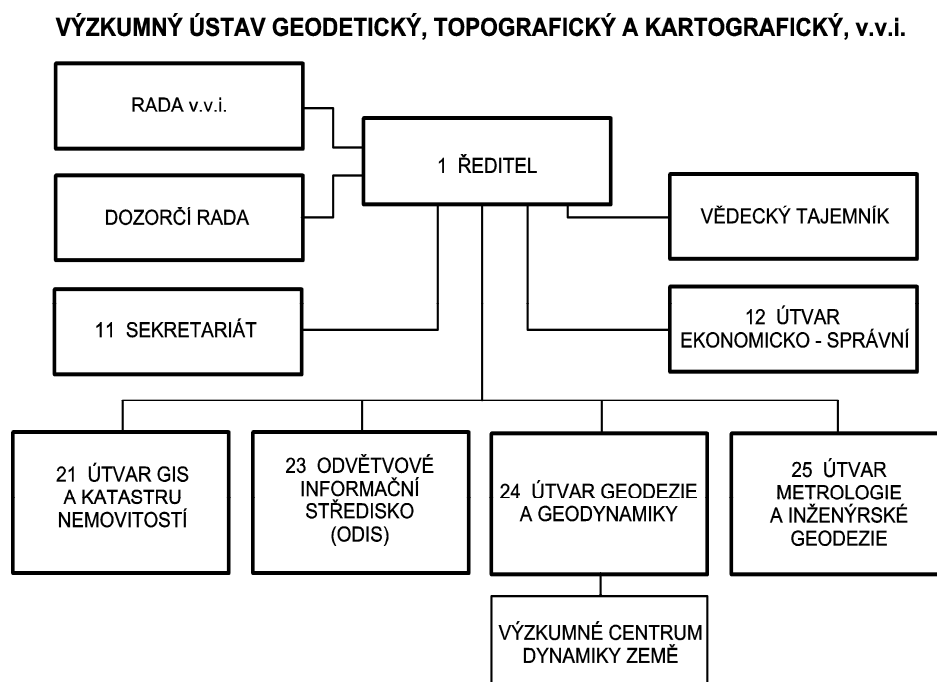 VÝZKUMNÝ ÚSTAV GEODETICKÝ, TOPOGRAFICKÝ A KARTOGRAFICKÝ, v.v.i.
RADA v.v.i.
1 ŘEDITEL
DOZORČÍ RADA
VĚDECKÝ TAJEMNÍK
11 SEKRETARIÁT
12 ÚTVAR
EKONOMICKO - SPRÁVNÍ
21 ÚTVAR GIS
A KATASTRU
NEMOVITOSTÍ
23 ODVĚTVOVÉ
INFORMAČNÍ
STŘEDISKO
(ODIS)
24 ÚTVAR GEODEZIE
A GEODYNAMIKY
25 ÚTVAR
METROLOGIE
A INŽENÝRSKÉ
GEODEZIE
VÝZKUMNÉ CENTRUM
DYNAMIKY ZEMĚ